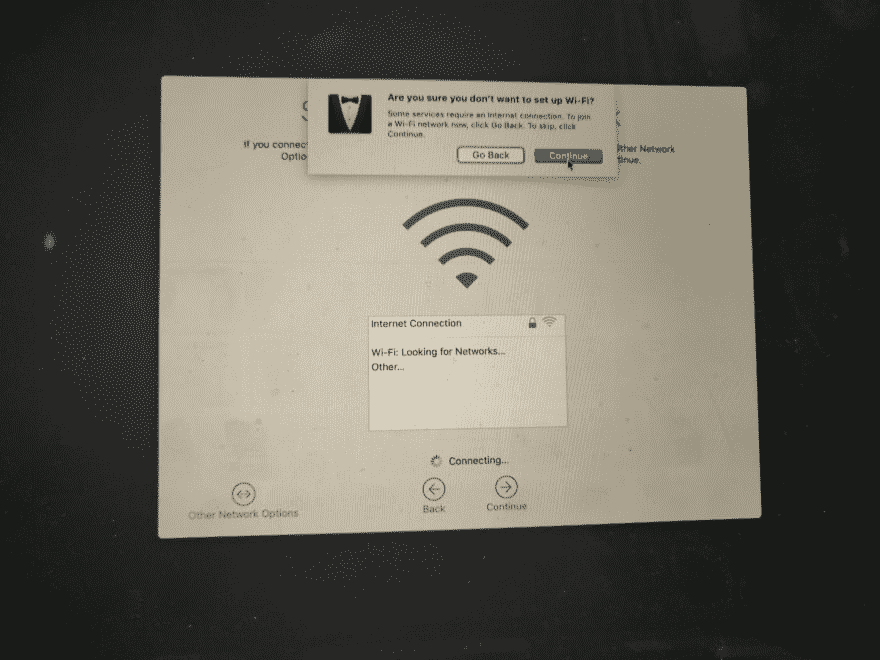 Are you sure you don't want to set up Wi-Fi?
Some services require an Internet connection. To join
a Wi-Fi network now, click Go Back. To skip, click
Continue.
Go Back
Continue
If you connec
Optio
ther Network
tinue.
Internet Connection
Wi-Fi: Looking for Networks...
Other...
Connecting...
Other Network Options
Back
Continue